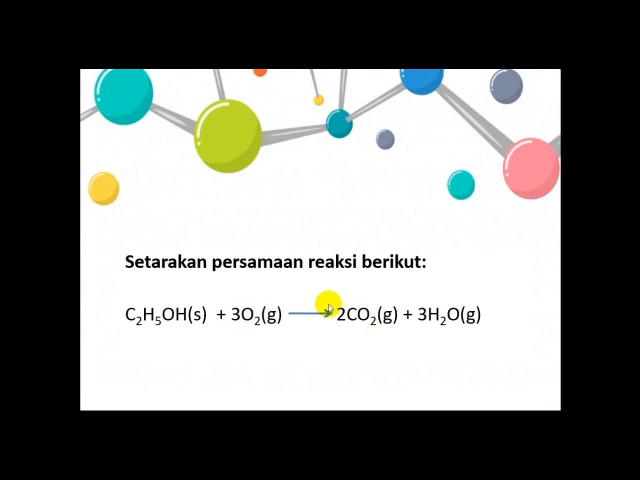 Setarakan persamaan reaksi berikut:
C₂H₅OH(s) + 3O₂(g) ⟶ 2CO₂(g) + 3H₂O(g)